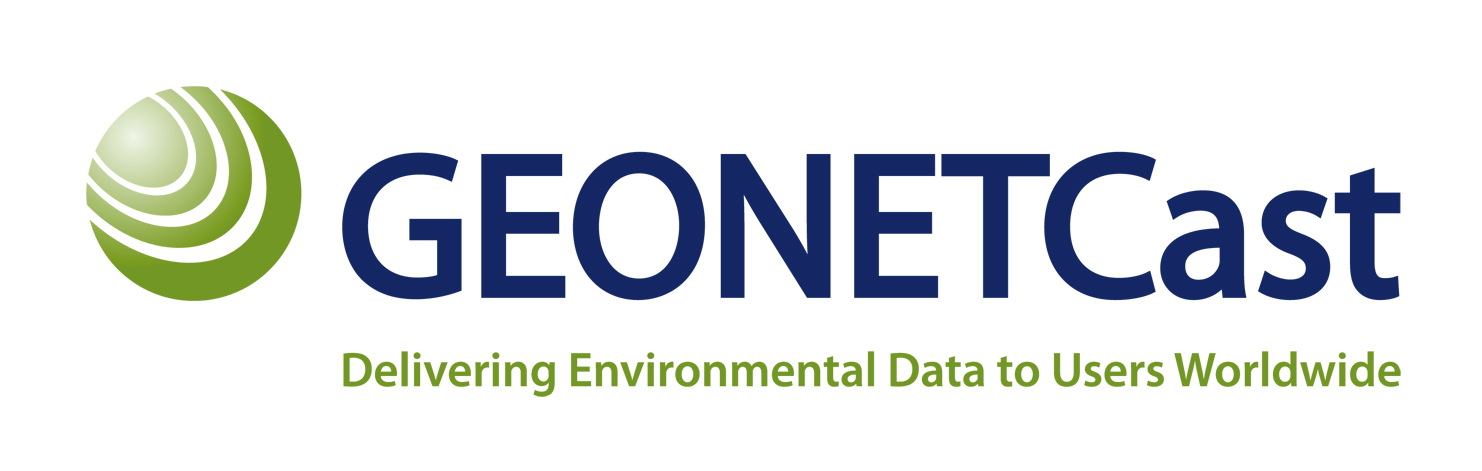 GEONETCast
Delivering Environmental Data to Users Worldwide